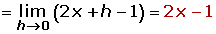 = lim h→0 (2x + h − 1) = 2x − 1